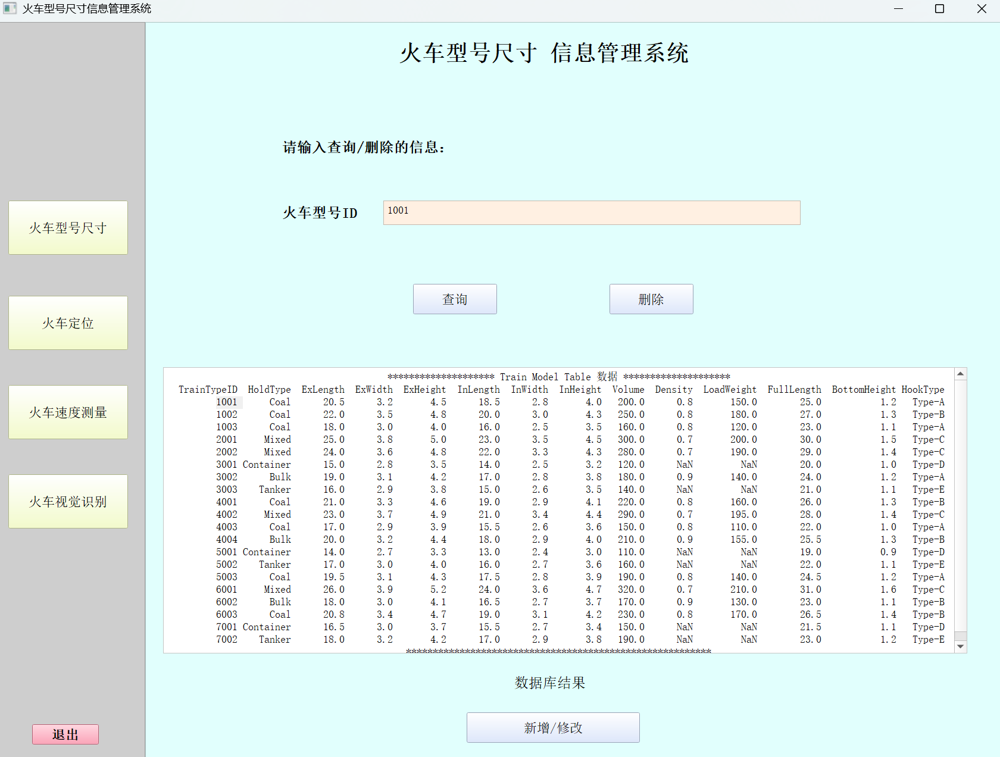 火车型号尺寸信息管理系统
火车型号尺寸 信息管理系统
请输入查询/删除的信息:
火车型号ID
1001
查询
删除
火车型号尺寸
火车定位
火车速度测量
火车视觉识别
退出
******************** Train Model Table 数据 ********************
TrainTypeID HoldType ExLength ExWidth ExHeight InLength InWidth InHeight Volume Density LoadWeight FullLength BottomHeight HookType
1001 Coal 20.5 3.2 4.5 18.5 2.8 4.0 200.0 0.8 150.0 25.0 1.2 Type-A
1002 Coal 22.0 3.5 4.8 20.0 3.0 4.3 250.0 0.8 180.0 27.0 1.3 Type-B
1003 Coal 18.0 3.0 4.0 16.0 2.5 3.5 160.0 0.8 120.0 23.0 1.1 Type-A
2001 Mixed 25.0 3.8 5.0 23.0 3.5 4.5 300.0 0.7 200.0 30.0 1.5 Type-C
2002 Mixed 24.0 3.6 4.8 22.0 3.3 4.3 280.0 0.7 190.0 29.0 1.4 Type-C
3001 Container 15.0 2.8 3.5 14.0 2.5 3.2 120.0 NaN NaN 20.0 1.0 Type-D
3002 Bulk 19.0 3.1 4.2 17.0 2.8 3.8 180.0 0.9 140.0 24.0 1.2 Type-A
3003 Tanker 16.0 2.9 3.8 15.0 2.6 3.5 140.0 NaN NaN 21.0 1.1 Type-E
4001 Coal 21.0 3.3 4.6 19.0 2.9 4.1 220.0 0.8 160.0 26.0 1.3 Type-B
4002 Mixed 23.0 3.7 4.9 21.0 3.4 4.4 290.0 0.7 195.0 28.0 1.4 Type-C
4003 Coal 17.0 2.9 3.9 15.5 2.6 3.6 150.0 0.8 110.0 22.0 1.0 Type-A
4004 Bulk 20.0 3.2 4.4 18.0 2.9 4.0 210.0 0.9 155.0 25.5 1.3 Type-B
5001 Container 14.0 2.7 3.3 13.0 2.4 3.0 110.0 NaN NaN 19.0 0.9 Type-D
5002 Tanker 17.0 3.0 4.0 16.0 2.7 3.6 160.0 NaN NaN 22.0 1.1 Type-E
5003 Coal 19.5 3.1 4.3 17.5 2.8 3.9 190.0 0.8 140.0 24.5 1.2 Type-A
6001 Mixed 26.0 3.9 5.2 24.0 3.6 4.7 320.0 0.7 210.0 31.0 1.6 Type-C
6002 Bulk 18.0 3.0 4.1 16.5 2.7 3.7 170.0 0.9 130.0 23.0 1.1 Type-B
6003 Coal 20.8 3.4 4.7 19.0 3.1 4.2 230.0 0.8 170.0 26.5 1.4 Type-B
7001 Container 16.5 3.0 3.7 15.5 2.7 3.4 150.0 NaN NaN 21.5 1.1 Type-D
7002 Tanker 18.0 3.2 4.2 17.0 2.9 3.8 190.0 NaN NaN 23.0 1.2 Type-E
*********************************************************
数据库结果
新增/修改